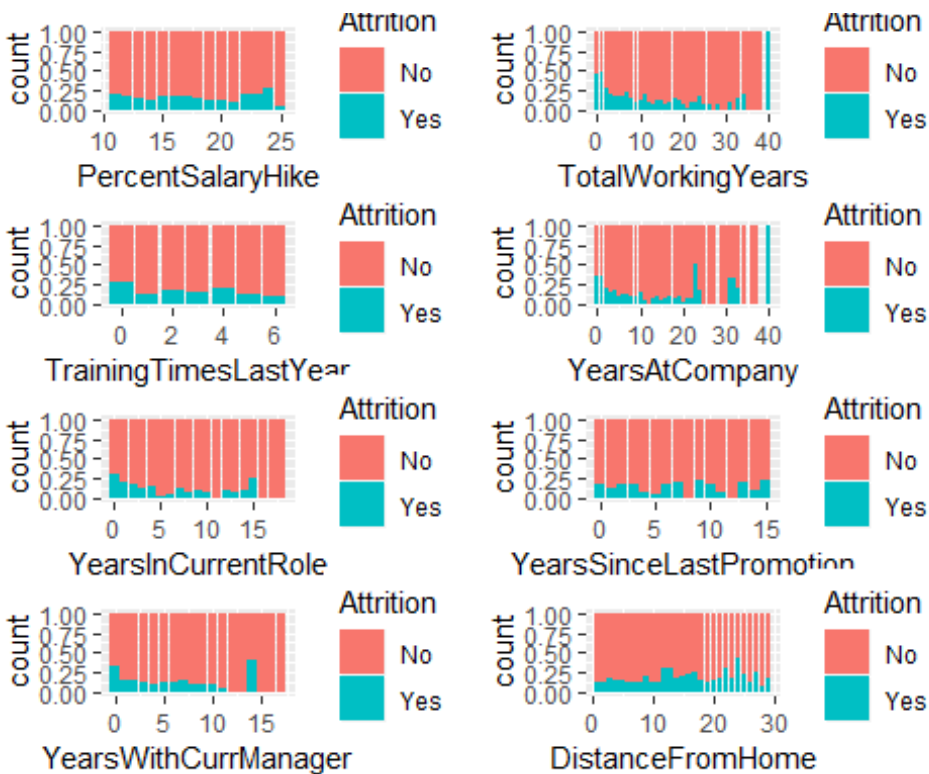 Attrition
1.00
0.75
0.50
0.25
0.00
count
No
Yes
10 15 20 25
PercentSalaryHike
Attrition
1.00
0.75
0.50
0.25
0.00
count
No
Yes
0 10 20 30 40
TotalWorkingYears
Attrition
1.00
0.75
0.50
0.25
0.00
count
No
Yes
0 2 4 6
TrainingTimesLastYear
Attrition
1.00
0.75
0.50
0.25
0.00
count
No
Yes
0 10 20 30 40
YearsAtCompany
Attrition
1.00
0.75
0.50
0.25
0.00
count
No
Yes
0 5 10 15
YearsInCurrentRole
Attrition
1.00
0.75
0.50
0.25
0.00
count
No
Yes
0 5 10 15
YearsSinceLastPromotion
Attrition
1.00
0.75
0.50
0.25
0.00
count
No
Yes
0 5 10 15
YearsWithCurrManager
Attrition
1.00
0.75
0.50
0.25
0.00
count
No
Yes
0 10 20 30
DistanceFromHome